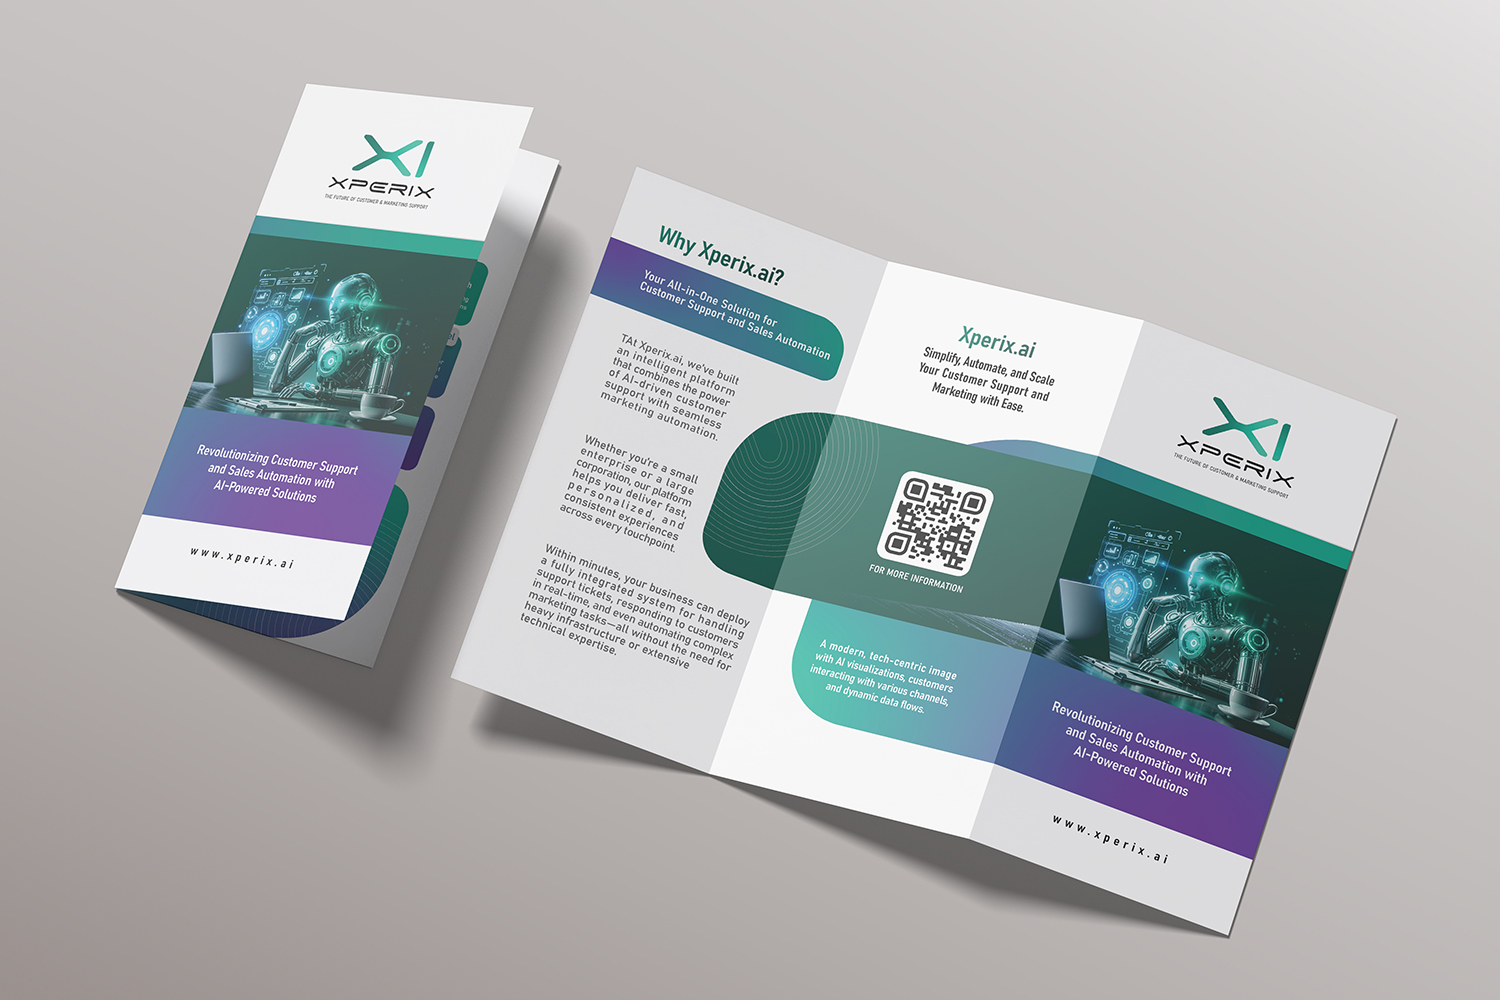 XI
XPERIX
THE FUTURE OF CUSTOMER & MARKETING SUPPORT
Revolutionizing Customer Support
and Sales Automation with
AI-Powered Solutions
www.xperix.ai
Why Xperix.ai?
Your All-in-One Solution for
Customer Support and Sales Automation
TAt Xperix.ai, we've built
an intelligent platform
that combines the power
of AI-driven customer
support with seamless
marketing automation.
Whether you're a small
enterprise or a large
corporation, our platform
helps you deliver fast,
personalized, and
consistent experiences
across every touchpoint.
Within minutes, your business can deploy
a fully integrated system for handling
support tickets, responding to customers
in real-time, and even automating complex
marketing tasks—all without the need for
heavy infrastructure or extensive
technical expertise.
Xperix.ai
Simplify, Automate, and Scale
Your Customer Support and
Marketing with Ease.
FOR MORE INFORMATION
A modern, tech-centric image
with AI visualizations, customers
interacting with various channels,
and dynamic data flows.
XI
XPERIX
THE FUTURE OF CUSTOMER & MARKETING SUPPORT
Revolutionizing Customer Support
and Sales Automation with
AI-Powered Solutions
www.xperix.ai